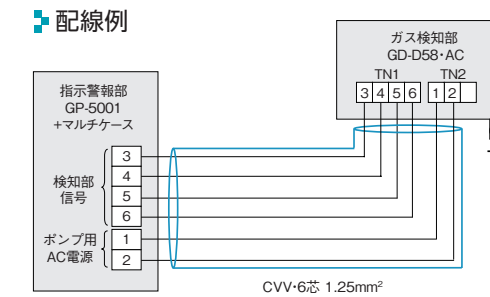 配線例
ガス検知部
GD-D58・AC
TN1 TN2
3 4 5 6 1 2
指示警報部
GP-5001
+マルチケース
検知部
信号
3
4
5
6
ポンプ用
AC電源
1
2
CVV・6芯 1.25mm²